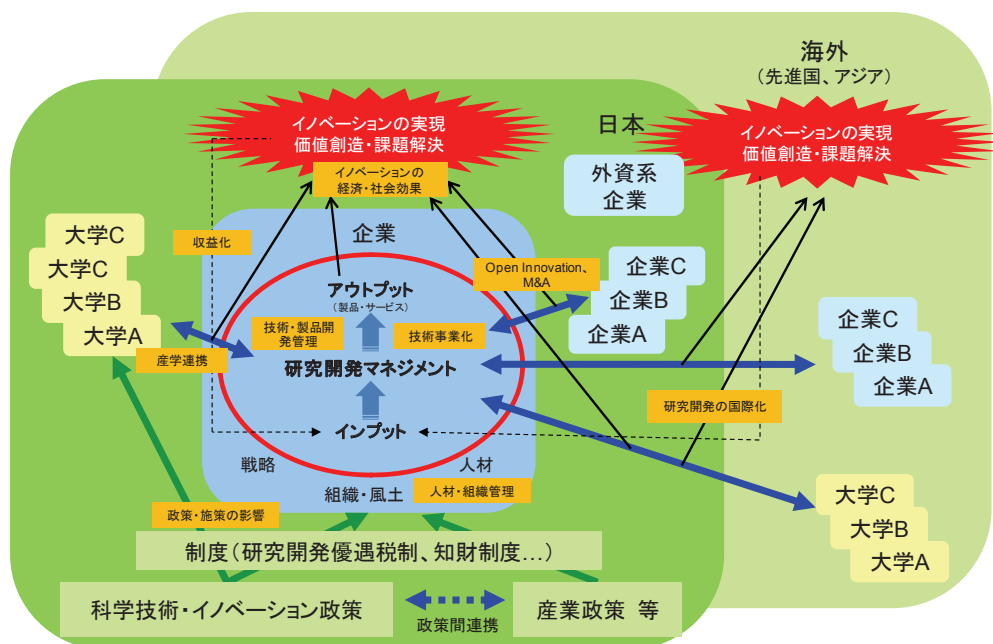 海外
（先進国、アジア）
イノベーションの実現
価値創造・課題解決
日本
イノベーションの実現
価値創造・課題解決
イノベーションの
経済・社会効果
外資系
企業
大学C
大学C
大学B
大学A
収益化
企業
Open Innovation、
M&A
企業C
企業B
企業A
アウトプット
（製品・サービス）
技術・製品開
発管理
技術事業化
産学連携
研究開発マネジメント
企業C
企業B
企業A
研究開発の国際化
インプット
戦略
人材
組織・風土
人材・組織管理
大学C
大学B
大学A
政策・施策の影響
制度（研究開発優遇税制、知財制度…）
科学技術・イノベーション政策
政策間連携
産業政策 等